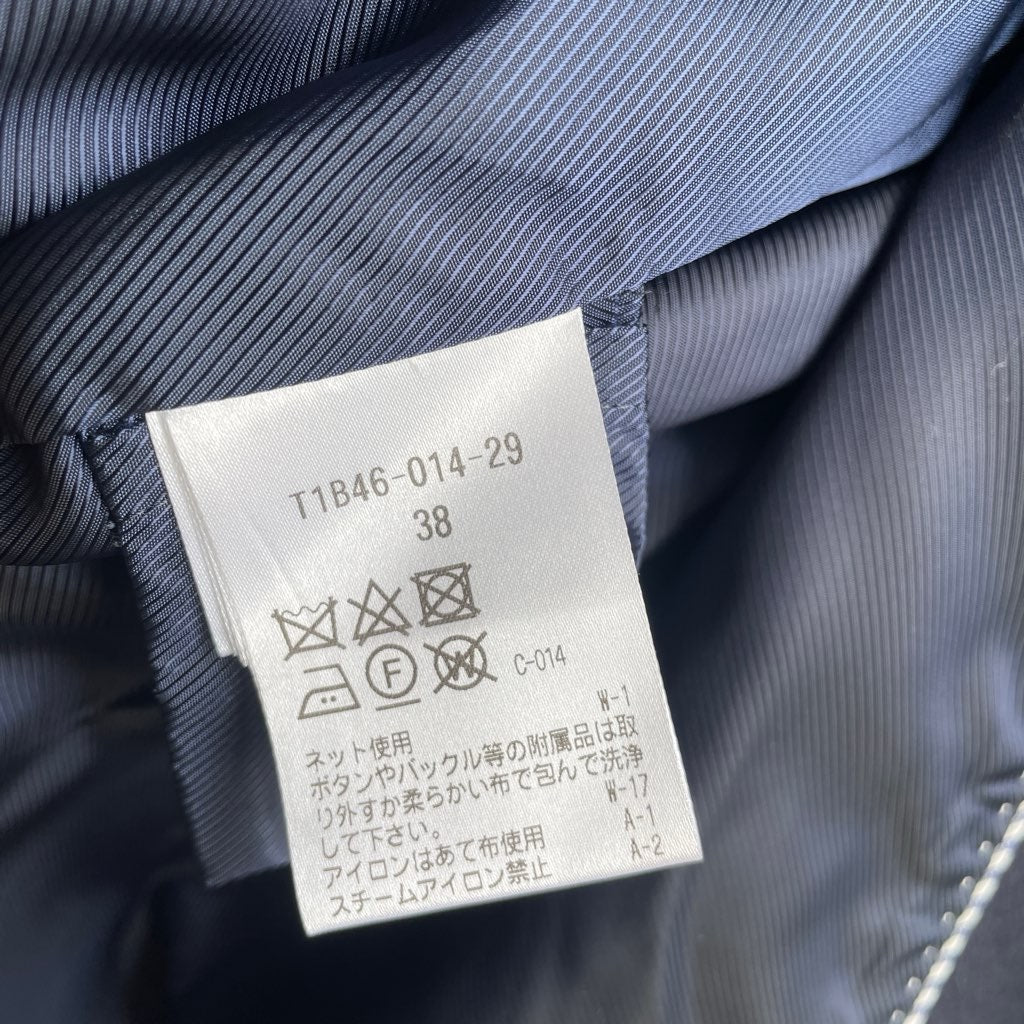 T1B46-014-29
38
F W C-014
W-1
ネット使用
ボタンやバックル等の附属品は取
り外すか柔らかい布で包んで洗浄
して下さい。
W-17
アイロンはあて布使用
A-1
スチームアイロン禁止
A-2